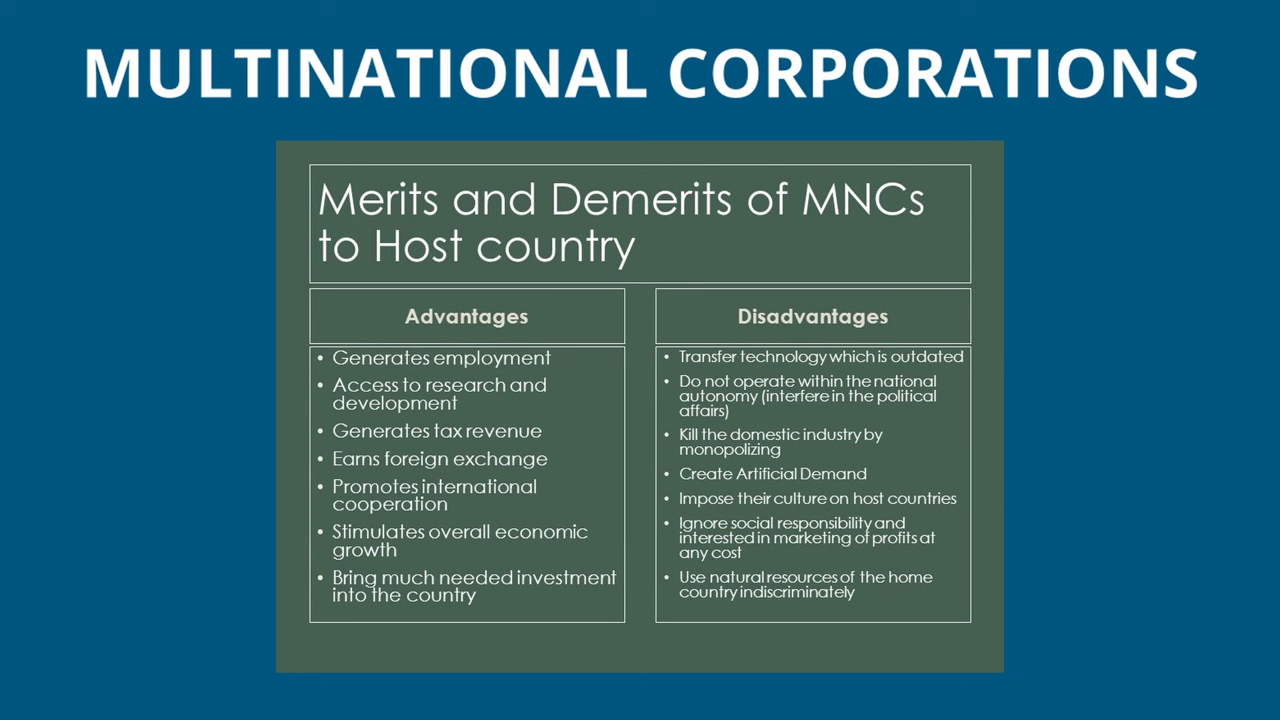 MULTINATIONAL CORPORATIONS
Merits and Demerits of MNCs
to Host country
Advantages
• Generates employment
• Access to research and
development
• Generates tax revenue
• Earns foreign exchange
• Promotes international
cooperation
• Stimulates overall economic
growth
• Bring much needed investment
into the country
Disadvantages
• Transfer technology which is outdated
• Do not operate within the national
autonomy (interfere in the political
affairs)
• Kill the domestic industry by
monopolizing
• Create Artificial Demand
• Impose their culture on host countries
• Ignore social responsibility and
interested in marketing of profits at
any cost
• Use natural resources of the home
country indiscriminately